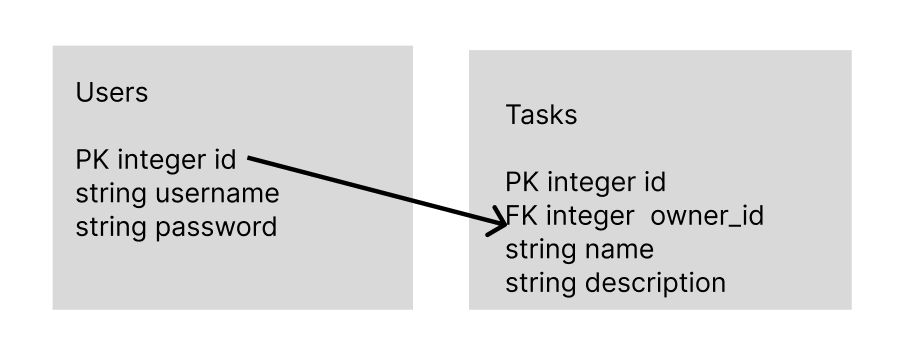 Users
PK integer id
string username
string password
Tasks
PK integer id
FK integer  owner_id
string name
string description